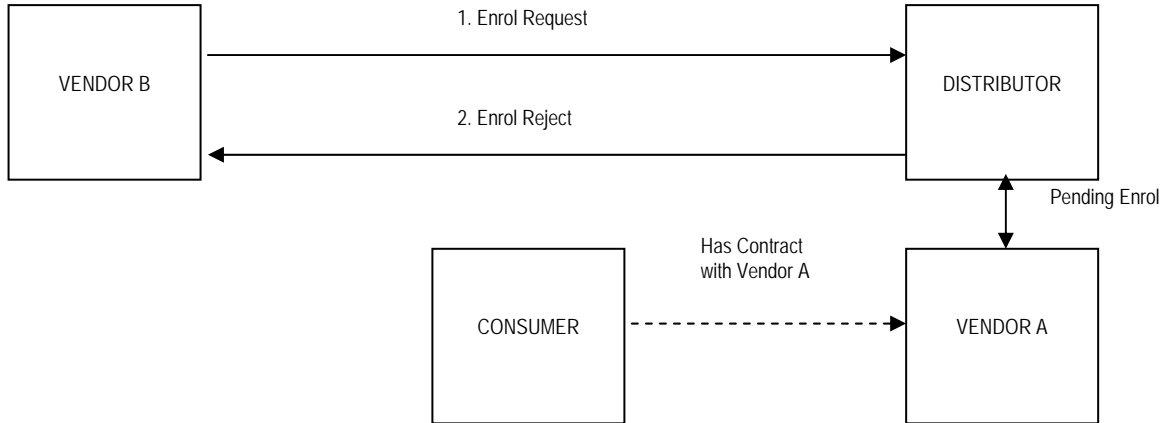 1. Enrol Request
VENDOR B
DISTRIBUTOR
2. Enrol Reject
Pending Enrol
Has Contract
with Vendor A
CONSUMER
VENDOR A